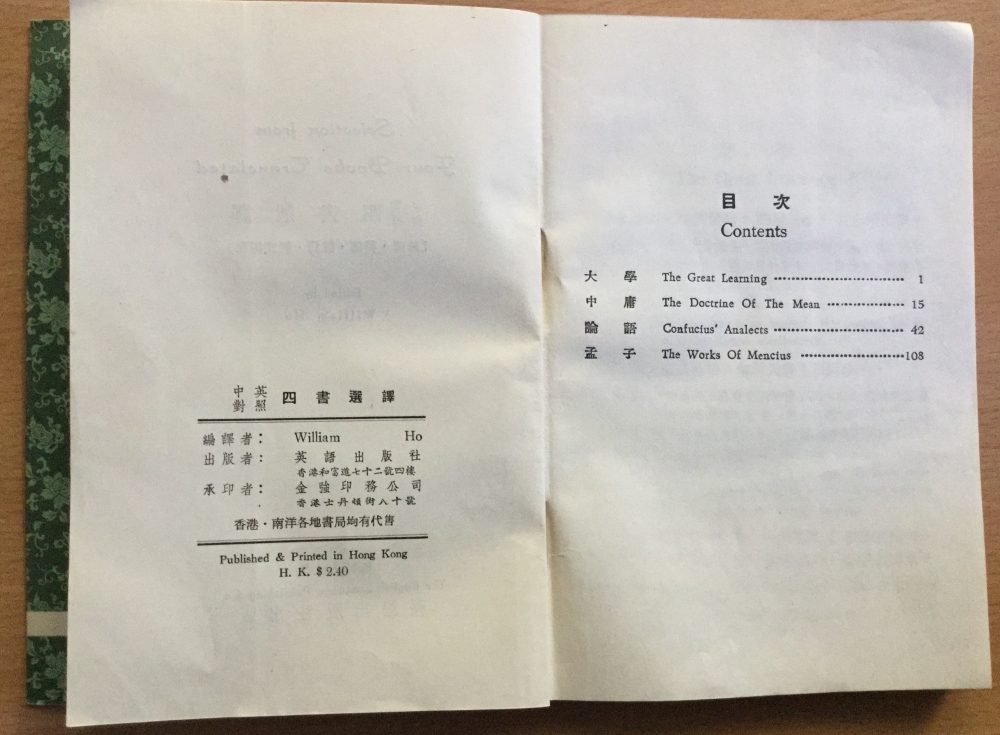 中英對照 四書選譯
編譯者： William Ho
出版者： 英語出版社
香港和富道七十二號四樓
承印者： 金強印務公司
香港士丹頓街八十號
香港·南洋各地書局均有代售
Published & Printed in Hong Kong
H. K. $ 2.40
目次
Contents
大學 The Great Learning 1
中庸 The Doctrine Of The Mean 15
論語 Confucius' Analects 42
孟子 The Works Of Mencius 108